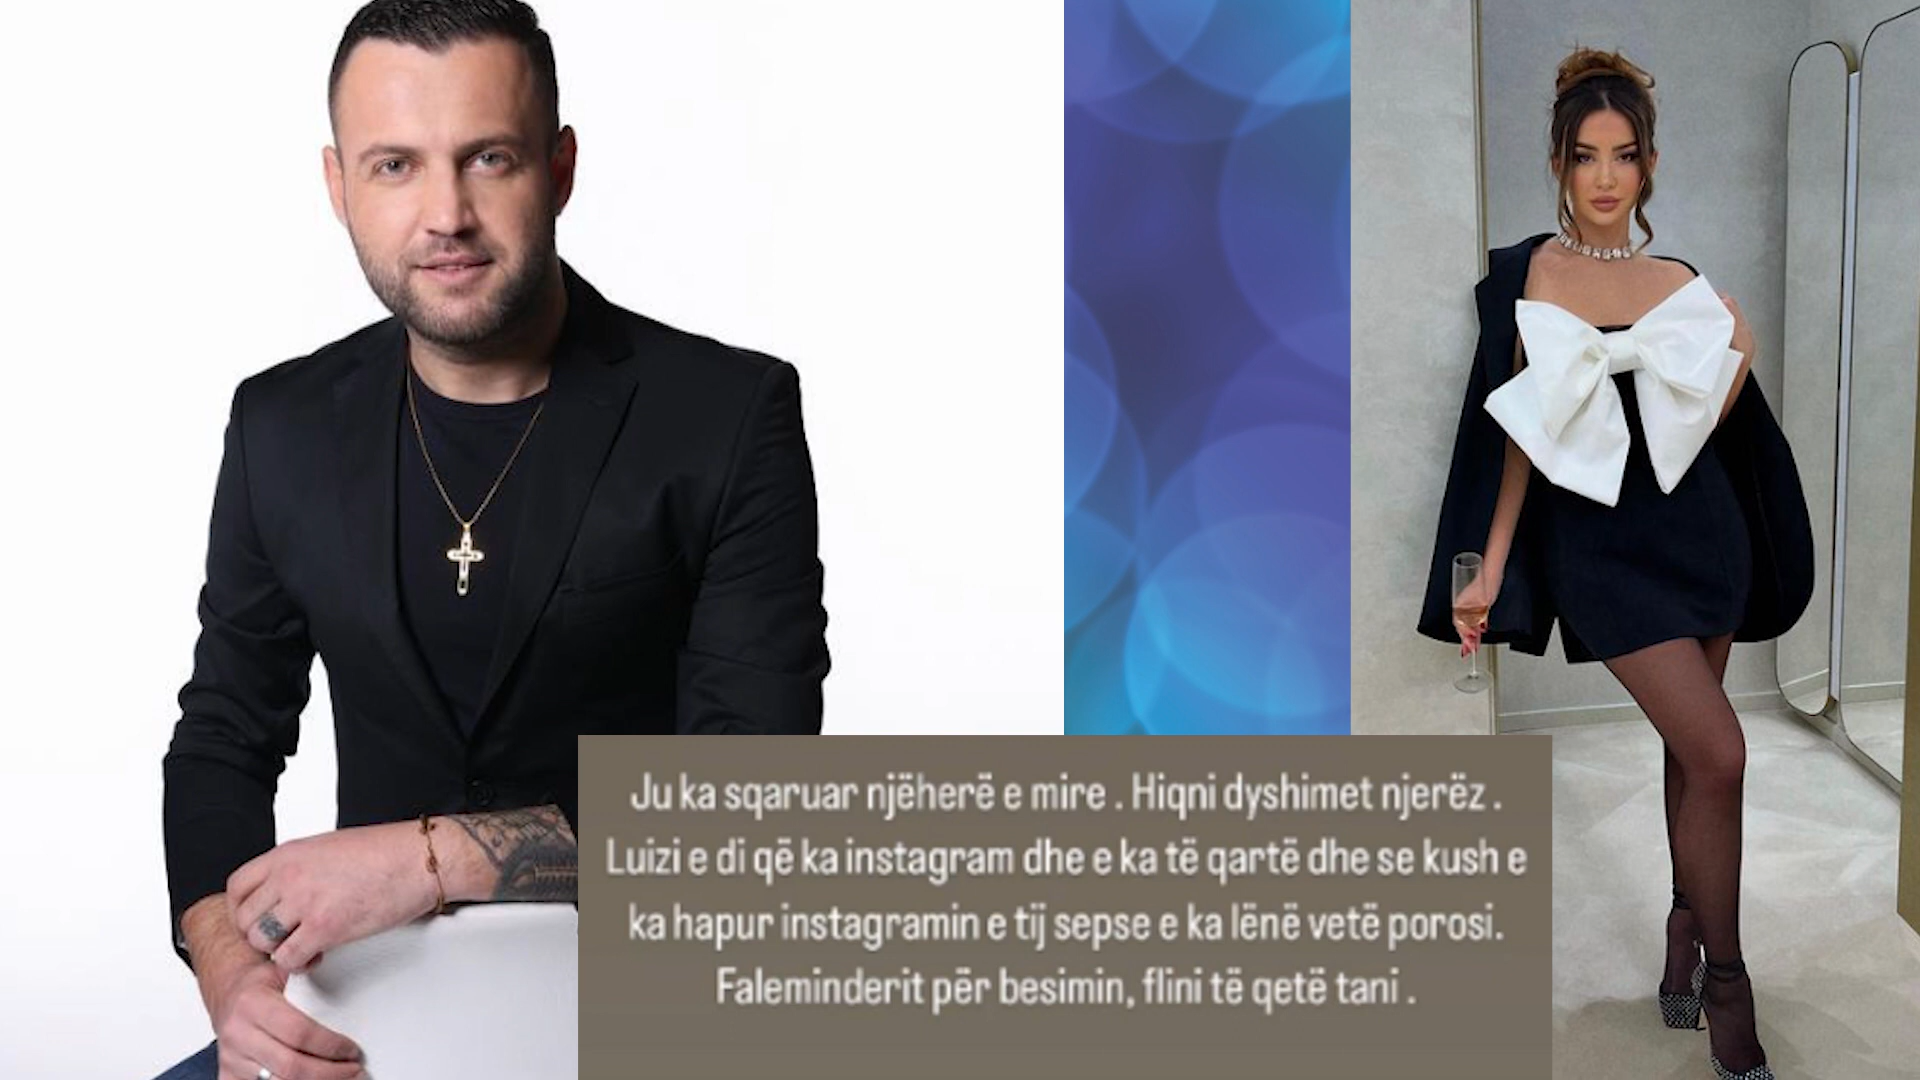 Ju ka sqaruar njëherë e mire . Hiqni dyshimet njerëz .
Luizi e di që ka instagram dhe e ka të qartë dhe se kush e
ka hapur instagramin e tij sepse e ka lënë vetë porosi.
Faleminderit për besimin, flini të qetë tani .